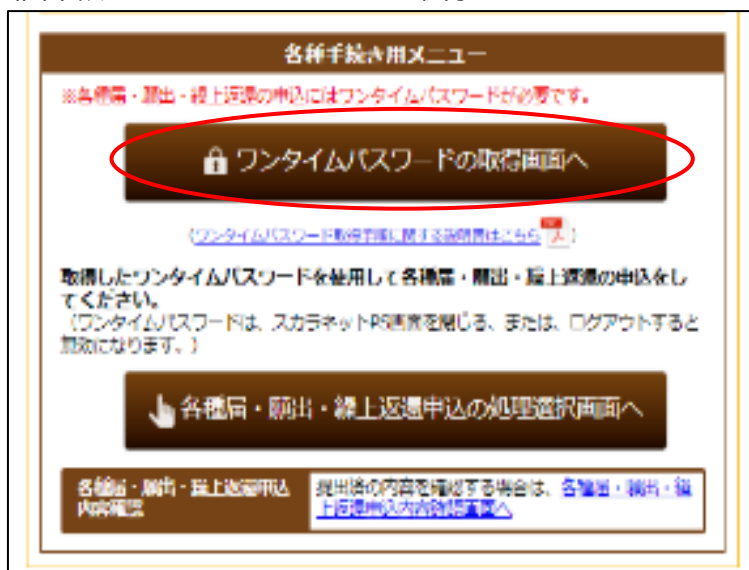 各種手続き用メニュー
※各種届・願出・繰上返還の申込にはワンタイムパスワードが必要です。
ワンタイムパスワードの取得画面へ
(ワンタイムパスワード取得手順に関する説明書はこちら )
取得したワンタイムパスワードを使用して各種届・願出・繰上返還の申込をし
てください。
(ワンタイムパスワードは、スカラネットPS画面を閉じる、または、ログアウトすると
無効になります。)
各種届・願出・繰上返還申込の処理選択画面へ
各種届・願出・繰上返還申込
内容確認
提出済の内容を確認する場合は、各種届・願出・繰
上返還申込内容確認画面へ